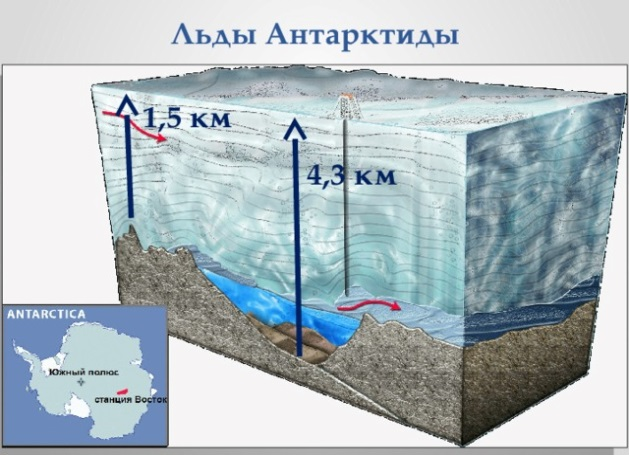 Льды Антарктиды
1,5 км
4,3 км
ANTARCTICA
Южный полюс
станция Восток